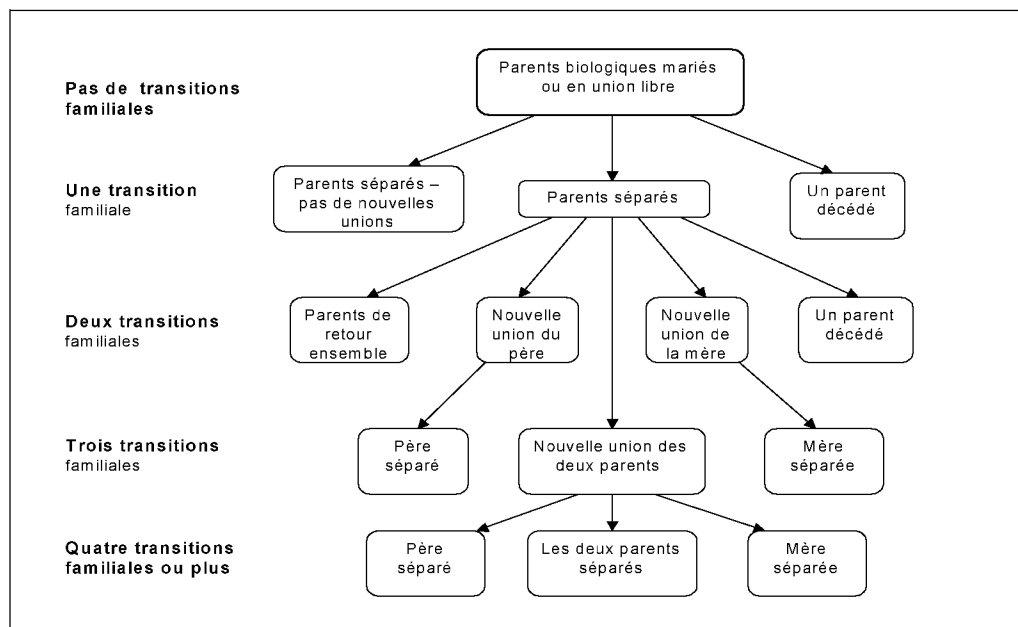 Pas de transitions
familiales
Parents biologiques mariés
ou en union libre
Une transition
familiale
Parents séparés –
pas de nouvelles
unions
Parents séparés
Un parent
décédé
Deux transitions
familiales
Parents de
retour
ensemble
Nouvelle
union du
père
Nouvelle
union de
la mère
Un parent
décédé
Trois transitions
familiales
Père
séparé
Nouvelle union des
deux parents
Mère
séparée
Quatre transitions
familiales ou plus
Père
séparé
Les deux parents
séparés
Mère
séparée